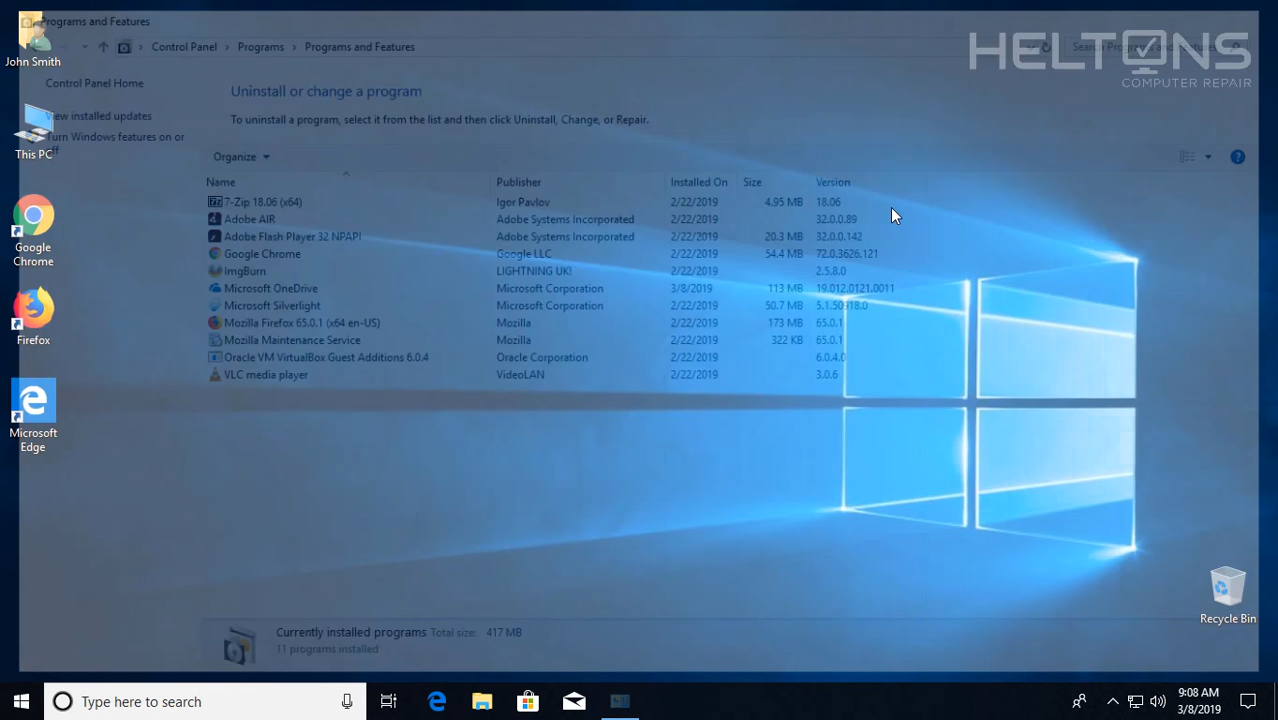 Programs and Features
Control Panel > Programs > Programs and Features
Search Programs and Features
HELTONS
COMPUTER REPAIR
John Smith
Control Panel Home
View installed updates
Turn Windows features on or
off
This PC
Google
Chrome
Firefox
Microsoft
Edge
Uninstall or change a program
To uninstall a program, select it from the list and then click Uninstall, Change, or Repair.
Organize
Name Publisher Installed On Size Version
7-Zip 18.06 (x64) Igor Pavlov 2/22/2019 4.95 MB 18.06
Adobe AIR Adobe Systems Incorporated 2/22/2019 32.0.0.89
Adobe Flash Player 32 NPAPI Adobe Systems Incorporated 2/22/2019 20.3 MB 32.0.0.142
Google Chrome Google LLC 2/22/2019 54.4 MB 72.0.3626.121
ImgBurn LIGHTNING UK! 2/22/2019 2.5.8.0
Microsoft OneDrive Microsoft Corporation 3/8/2019 113 MB 19.012.0121.0011
Microsoft Silverlight Microsoft Corporation 2/22/2019 50.7 MB 5.1.50918.0
Mozilla Firefox 65.0.1 (x64 en-US) Mozilla 2/22/2019 173 MB 65.0.1
Mozilla Maintenance Service Mozilla 2/22/2019 322 KB 65.0.1
Oracle VM VirtualBox Guest Additions 6.0.4 Oracle Corporation 2/22/2019 6.0.4.0
VLC media player VideoLAN 2/22/2019 3.0.6
Currently installed programs Total size: 417 MB
11 programs installed
Recycle Bin
Type here to search
9:08 AM
3/8/2019